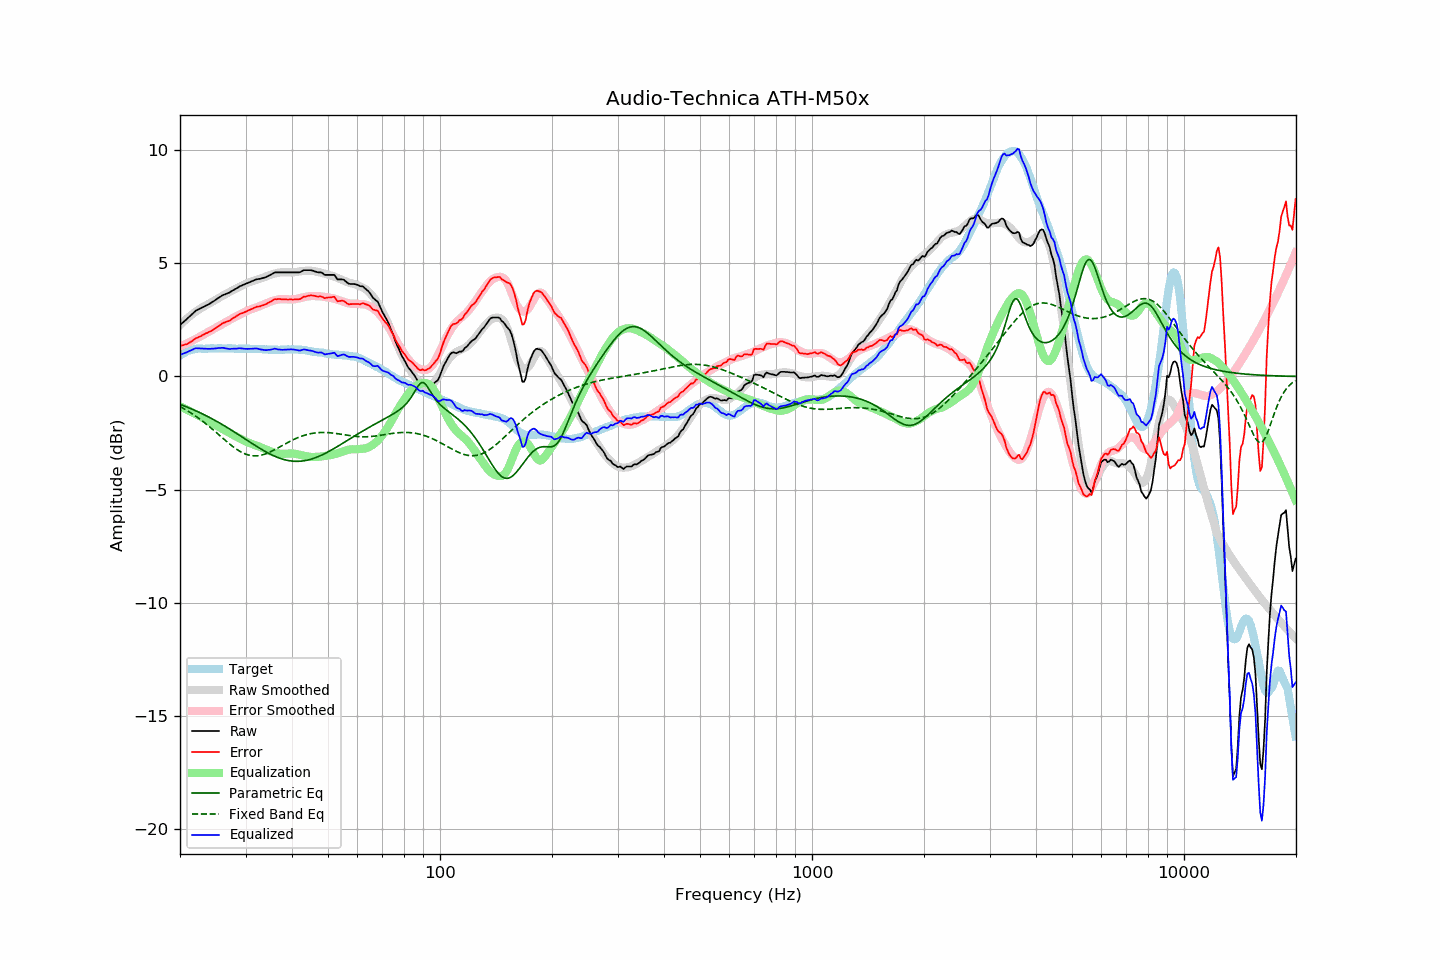 Audio-Technica ATH-M50x
Amplitude (dBr)
10
5
0
−5
−10
−15
−20
Target
Raw Smoothed
Error Smoothed
Raw
Error
Equalization
Parametric Eq
Fixed Band Eq
Equalized
100
1000
10000
Frequency (Hz)